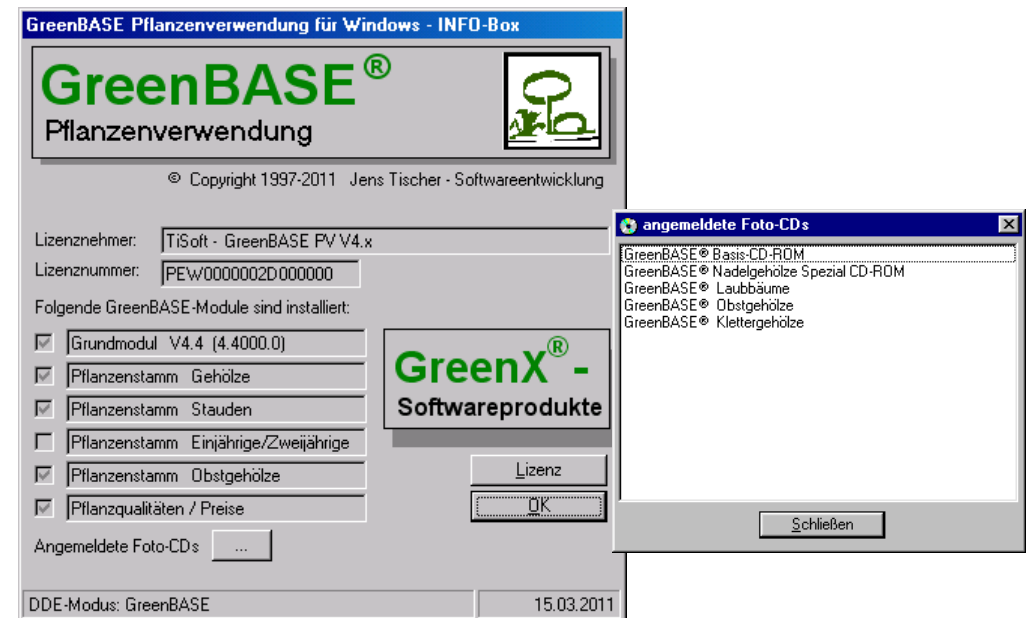 GreenBASE Pflanzenverwendung für Windows - INFO-Box
GreenBASE®
Pflanzenverwendung
© Copyright 1997-2011 Jens Tischer - Softwareentwicklung
Lizenznehmer: TiSoft - GreenBASE PV V4.x
Lizenznummer: PEW0000002D000000
Folgende GreenBASE-Module sind installiert:
Grundmodul V4.4 (4.4000.0)
Pflanzenstamm Gehölze
Pflanzenstamm Stauden
Pflanzenstamm Einjährige/Zweijährige
Pflanzenstamm Obstgehölze
Pflanzqualitäten / Preise
GreenX® -
Softwareprodukte
Lizenz
OK
Angemeldete Foto-CDs ...
DDE-Modus: GreenBASE 15.03.2011
angemeldete Foto-CDs
GreenBASE® Basis-CD-ROM
GreenBASE® Nadelgehölze Spezial CD-ROM
GreenBASE® Laubbäume
GreenBASE® Obstgehölze
GreenBASE® Klettergehölze
Schließen